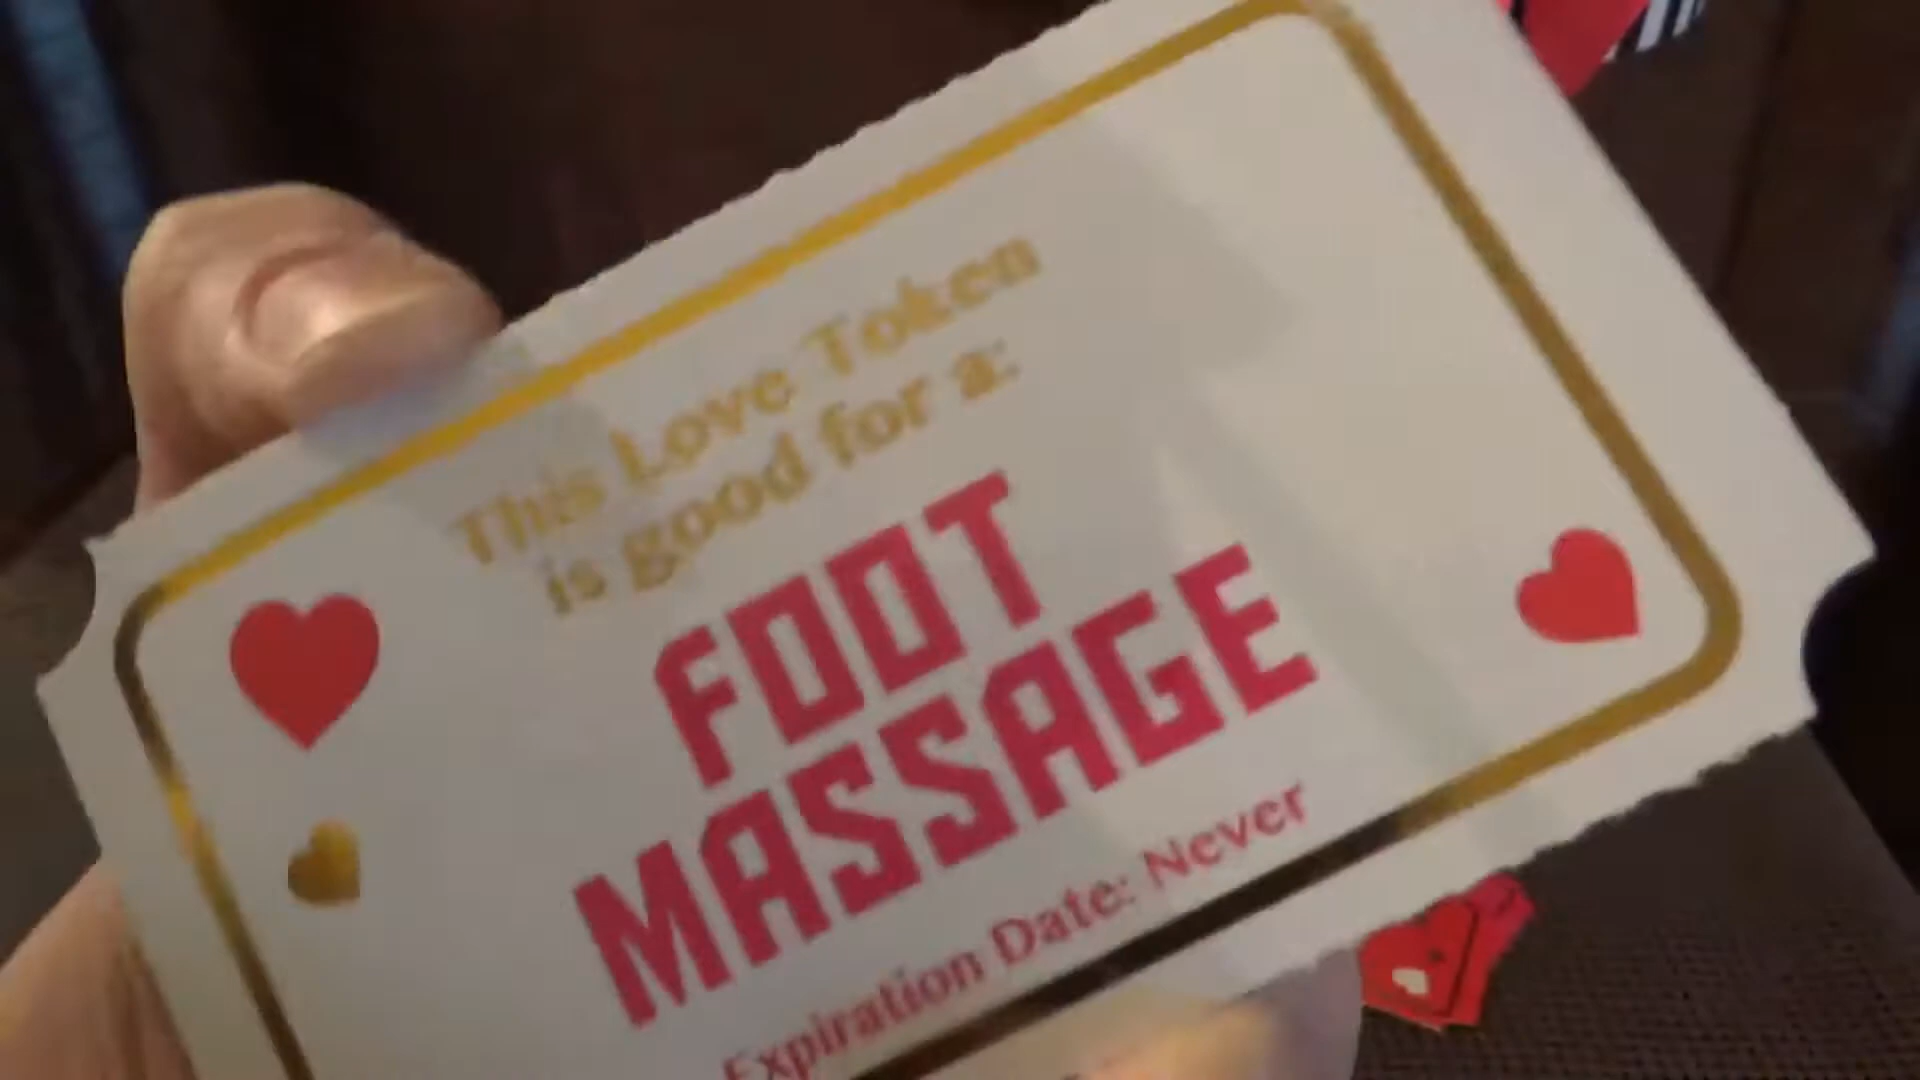 This Love Token
is good for a:
FOOT
MASSAGE
Expiration Date: Never